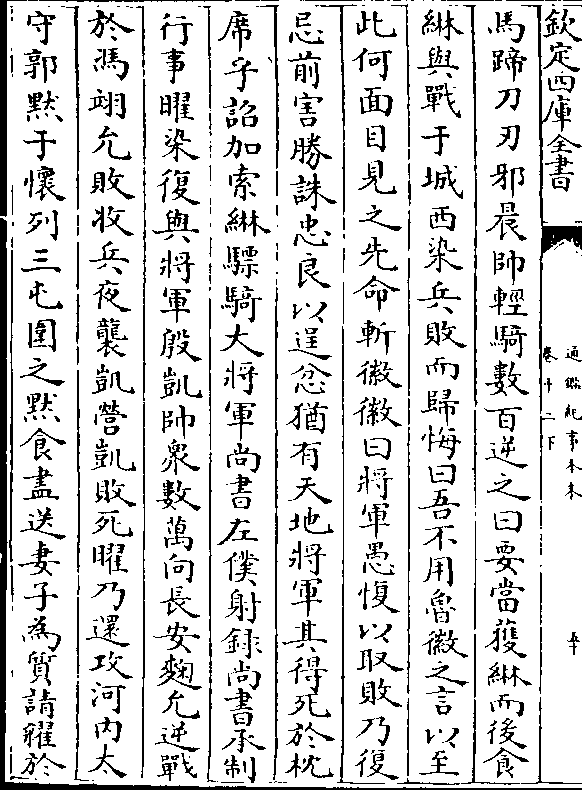 欽定四庫全書
通鑑紀事本末
卷十二下
五十
馬蹄刀刃邪晨帥輕騎數百逆之曰要當獲綝而後食
綝與戰于城西染兵敗而歸悔曰吾不用魯徽之言以至
此何面目見之先命斬徽徽曰將軍愚愎以取敗乃復
忌前害勝誅忠良以逞忿猶有天地將軍其得死於枕
席乎詔加索綝驃騎大將軍尚書左僕射録尚書承制
行事曜染復與將軍殷凱帥衆數萬向長安麴允逆戰
於馮翊允敗收兵夜襲凱營凱敗死曜乃還攻河内太
守郭黙于懷列三屯圍之黙食盡送妻子為質請糴於